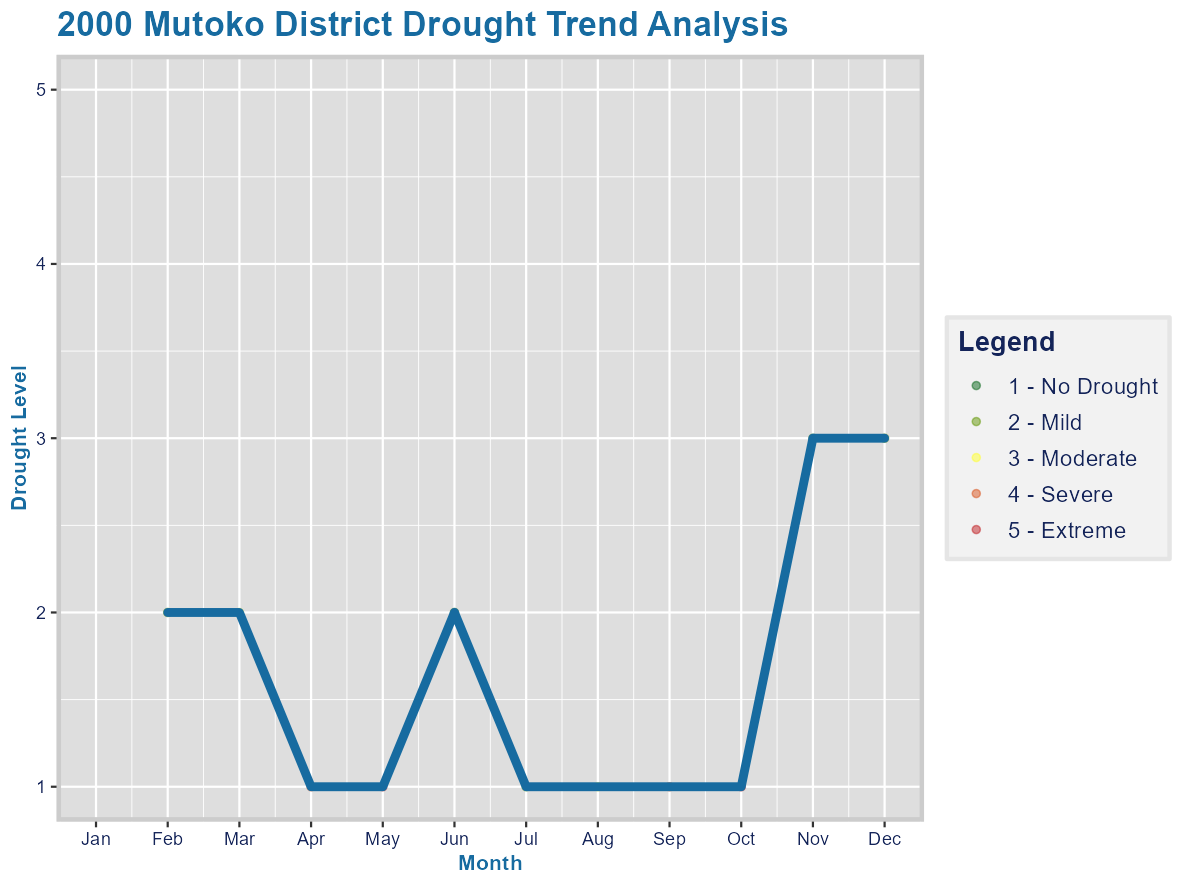 2000 Mutoko District Drought Trend Analysis
5
4
3
2
1
Drought Level
Jan Feb Mar Apr May Jun Jul Aug Sep Oct Nov Dec
Month
Legend
1 - No Drought
2 - Mild
3 - Moderate
4 - Severe
5 - Extreme